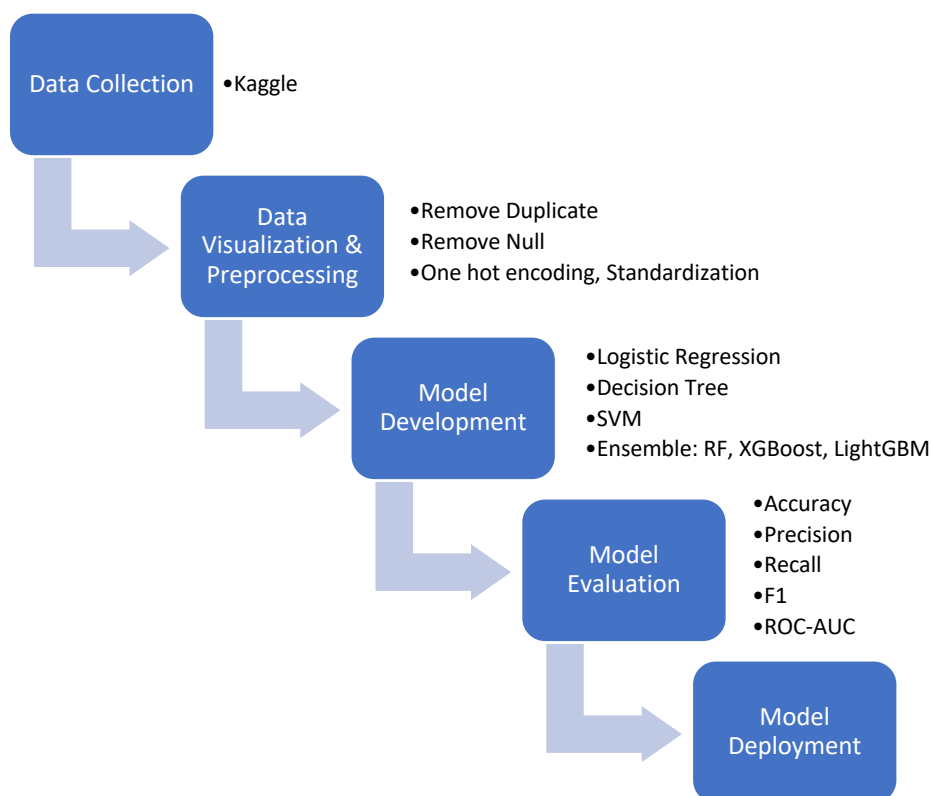 Data Collection
•Kaggle
Data
Visualization &
Preprocessing
•Remove Duplicate
•Remove Null
•One hot encoding, Standardization
Model
Development
•Logistic Regression
•Decision Tree
•SVM
•Ensemble: RF, XGBoost, LightGBM
Model
Evaluation
•Accuracy
•Precision
•Recall
•F1
•ROC-AUC
Model
Deployment